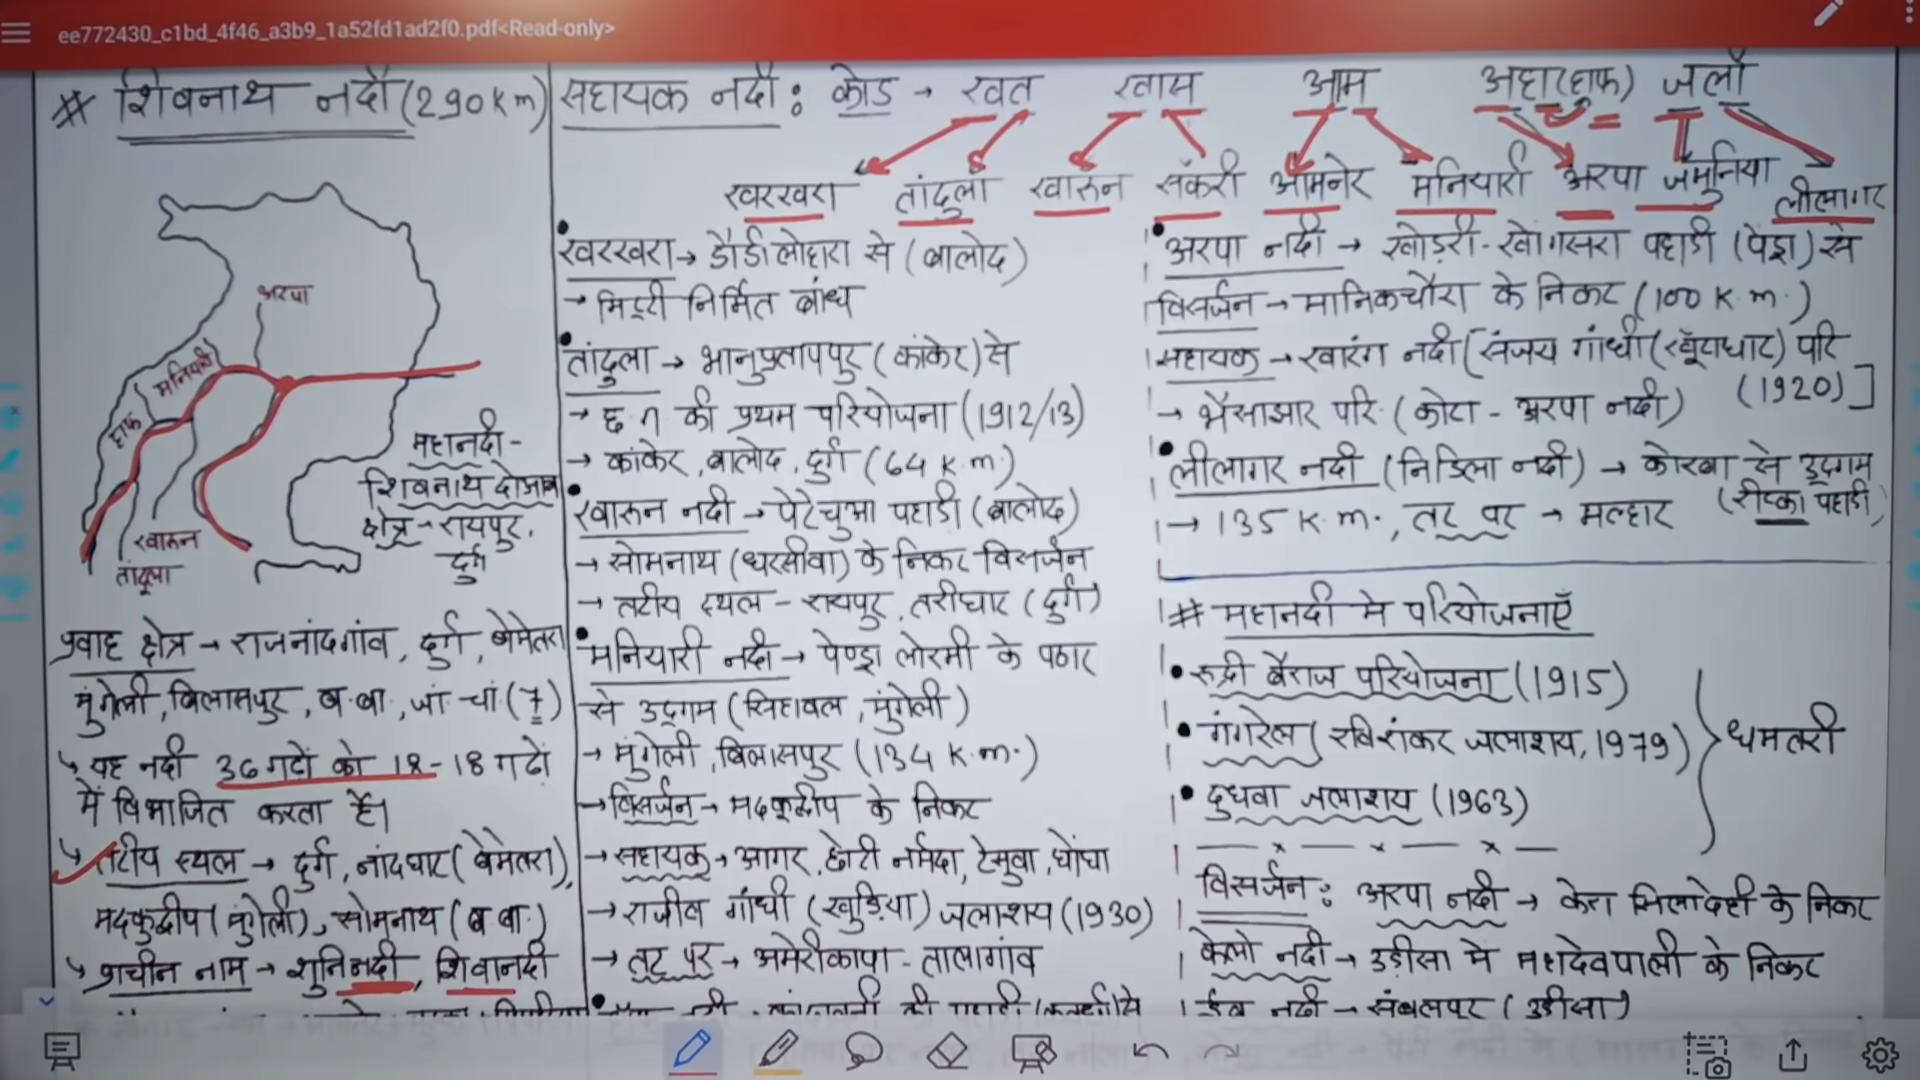 ee772430_c1bd_4f46_a3b9_1a52fd1ad2f0.pdf<Read-only>
# शिवनाथ नदी (290 km)
अरपा
मनियारी
हाफ
खारुन
तांदुला
महानदी -
शिवनाथ दोआब
क्षेत्र - रायपुर,
दुर्ग
प्रवाह क्षेत्र → राजनांदगांव, दुर्ग, बेमेतरा
मुंगेली, बिलासपुर, ब.बा., जां-चां (7)
यह नदी 36 गढ़ों को 18-18 गढ़ों
में विभाजित करता है।
तटीय स्थल → दुर्ग, नांदघाट (बेमेतरा),
मदकुद्वीप (मुंगेली), सोमनाथ (ब.बा.)
प्राचीन नाम → शुनिनदी, शिवानदी
सहायक नदी : कोड → खत खास आम अहा(हाफ) जली
खरखरा तांदुला खारुन संकरी आमनेर मनियारी अरपा जमुनिया लीलागर
• खरखरा → डौंडीलोहारा से (बालोद)
→ मिट्टी निर्मित बांध
• तांदुला → भानुप्रतापपुर (कांकेर) से
→ छ.ग की प्रथम परियोजना (1912/13)
→ कांकेर, बालोद, दुर्ग (64 k.m.)
• खारुन नदी → पेटेचुआ पहाडी (बालोद)
→ सोमनाथ (धरसीवा) के निकट विसर्जन
→ तटीय स्थल - रायपुर, तरीघाट (दुर्ग)
• मनियारी नदी → पेण्ड्रा लोरमी के पठार
से उद्गम (सिहावल, मुंगेली)
→ मुंगेली, बिलासपुर (134 k.m.)
→ विसर्जन → मदकूद्वीप के निकट
→ सहायक → आगर, छोटी नर्मदा, टेसुवा, घोंघा
→ राजीव गांधी (खुड़िया) जलाशय (1930)
→ तट पर → अमेरीकापा - तालागांव
• अरपा नदी → खोड़री-खोंगसरा पहाडी (पेंड्रा) से
विसर्जन → मानिकचौरा के निकट (100 k.m.)
सहायक → खारंग नदी [संजय गांधी (खूंटाघाट) परि (1920)]
→ भैंसाझार परि. (कोटा - अरपा नदी)
• लीलागर नदी (निडिला नदी) → कोरबा से उद्गम
(रीप्का पहाडी)
→ 135 k.m., तट पर → मल्हार
# महानदी मे परियोजनाएँ
• रुद्री बैराज परियोजना (1915)
• गंगरेल (रविशंकर जलाशय, 1979)
• दुधवा जलाशय (1963)
धमतरी
विसर्जन : अरपा नदी → केरा सिलादेही के निकट
केलो नदी → उड़ीसा मे महादेवपाली के निकट
ईब नदी → संबलपुर (उड़ीसा)